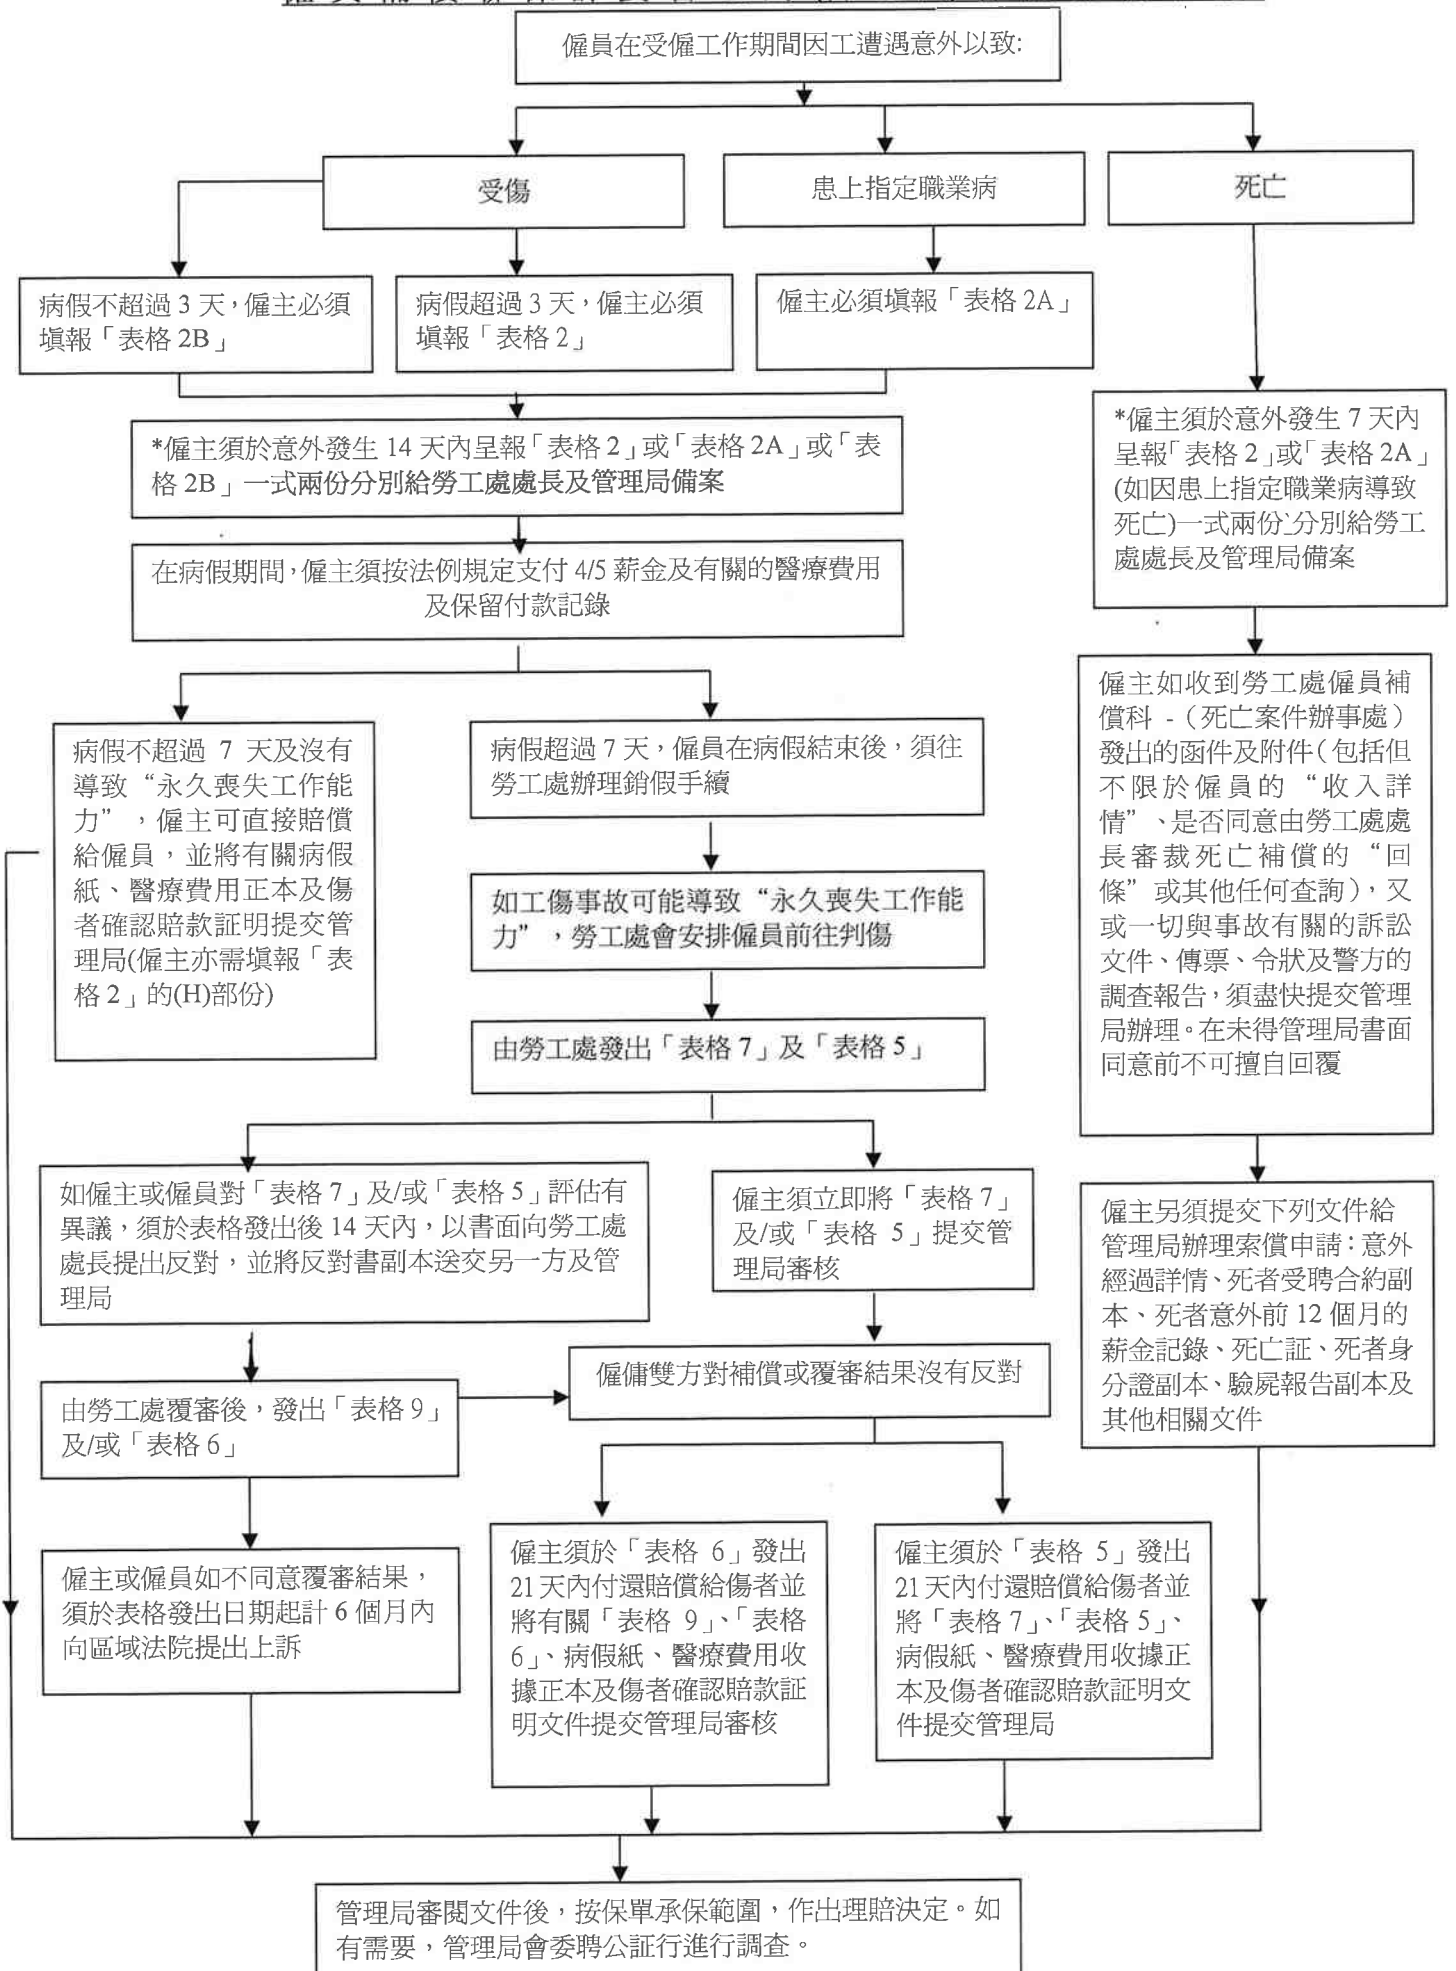 僱員在受僱工作期間因工遭遇意外以致:
受傷
患上指定職業病
死亡
病假不超過 3 天，僱主必須
填報「表格 2B」
病假超過 3 天，僱主必須
填報「表格 2」
僱主必須填報「表格 2A」
*僱主須於意外發生 14 天內呈報「表格 2」或「表格 2A」或「表
格 2B」一式兩份分別給勞工處處長及管理局備案
*僱主須於意外發生 7 天內
呈報「表格 2」或「表格 2A」
(如因患上指定職業病導致
死亡)一式兩份分別給勞工
處處長及管理局備案
在病假期間，僱主須按法例規定支付 4/5 薪金及有關的醫療費用
及保留付款記錄
病假不超過 7 天及沒有
導致“永久喪失工作能
力”，僱主可直接賠償
給僱員，並將有關病假
紙、醫療費用正本及傷
者確認賠款証明提交管
理局(僱主亦需填報「表
格 2」的(H)部份)
病假超過 7 天，僱員在病假結束後，須往
勞工處辦理銷假手續
如工傷事故可能導致“永久喪失工作能
力”，勞工處會安排僱員前往判傷
由勞工處發出「表格 7」及「表格 5」
僱主如收到勞工處僱員補
償科 -（死亡案件辦事處）
發出的函件及附件(包括但
不限於僱員的“收入詳
情”、是否同意由勞工處處
長審裁死亡補償的“回
條”或其他任何查詢)，又
或一切與事故有關的訴訟
文件、傳票、令狀及警方的
調查報告，須盡快提交管理
局辦理。在未得管理局書面
同意前不可擅自回覆
如僱主或僱員對「表格 7」及/或「表格 5」評估有
異議，須於表格發出後 14 天內，以書面向勞工處
處長提出反對，並將反對書副本送交另一方及管
理局
僱主須立即將「表格 7」
及/或「表格 5」提交管
理局審核
僱主另須提交下列文件給
管理局辦理索償申請：意外
經過詳情、死者受聘合約副
本、死者意外前 12 個月的
薪金記錄、死亡証、死者身
分證副本、驗屍報告副本及
其他相關文件
僱傭雙方對補償或覆審結果沒有反對
由勞工處覆審後，發出「表格 9」
及/或「表格 6」
僱主或僱員如不同意覆審結果，
須於表格發出日期起計 6 個月內
向區域法院提出上訴
僱主須於「表格 6」發出
21 天內付還賠償給傷者並
將有關「表格 9」、「表格
6」、病假紙、醫療費用收
據正本及傷者確認賠款証
明文件提交管理局審核
僱主須於「表格 5」發出
21 天內付還賠償給傷者並
將「表格 7」、「表格 5」、
病假紙、醫療費用收據正
本及傷者確認賠款証明文
件提交管理局
管理局審閱文件後，按保單承保範圍，作出理賠決定。如
有需要，管理局會委聘公証行進行調查。